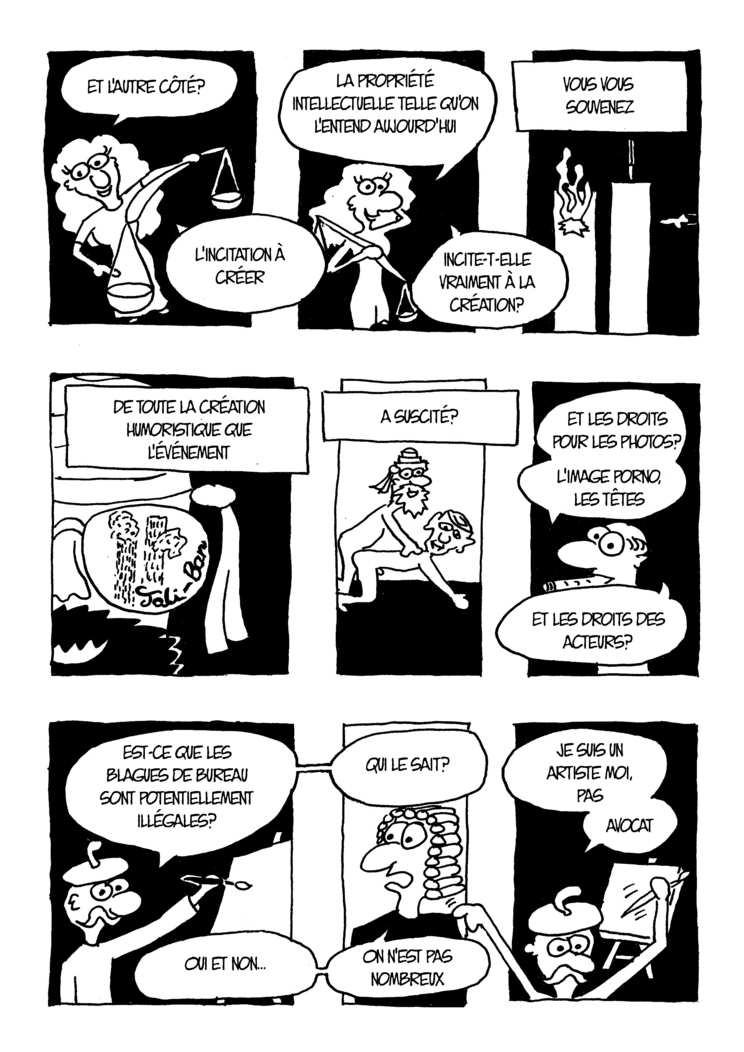 ET L'AUTRE CÔTÉ?
L'INCITATION À
CRÉER
LA PROPRIÉTÉ
INTELLECTUELLE TELLE QU'ON
L'ENTEND AUJOURD'HUI
INCITE-T-ELLE
VRAIMENT À LA
CRÉATION?
VOUS VOUS
SOUVENEZ
DE TOUTE LA CRÉATION
HUMORISTIQUE QUE
L'ÉVÉNEMENT
Tali-Ban
A SUSCITÉ?
ET LES DROITS
POUR LES PHOTOS?
L'IMAGE PORNO,
LES TÊTES
ET LES DROITS DES
ACTEURS?
EST-CE QUE LES
BLAGUES DE BUREAU
SONT POTENTIELLEMENT
ILLÉGALES?
QUI LE SAIT?
OUI ET NON...
ON N'EST PAS
NOMBREUX
JE SUIS UN
ARTISTE MOI,
PAS
AVOCAT